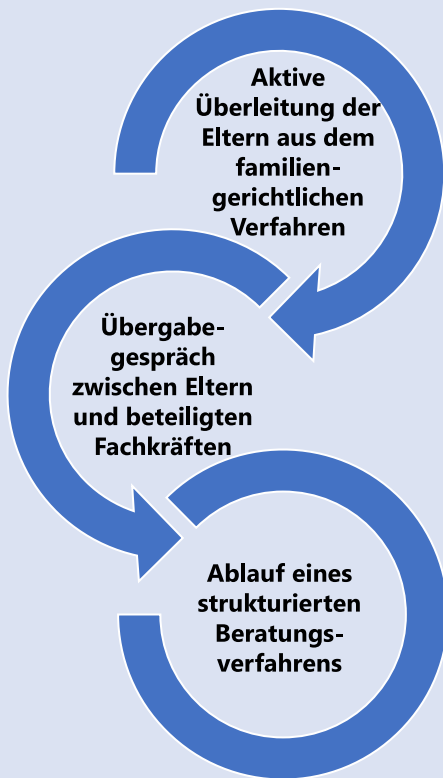 Aktive
Überleitung der
Eltern aus dem
familien-
gerichtlichen
Verfahren
Übergabe-
gespräch
zwischen Eltern
und beteiligten
Fachkräften
Ablauf eines
strukturierten
Beratungs-
verfahrens